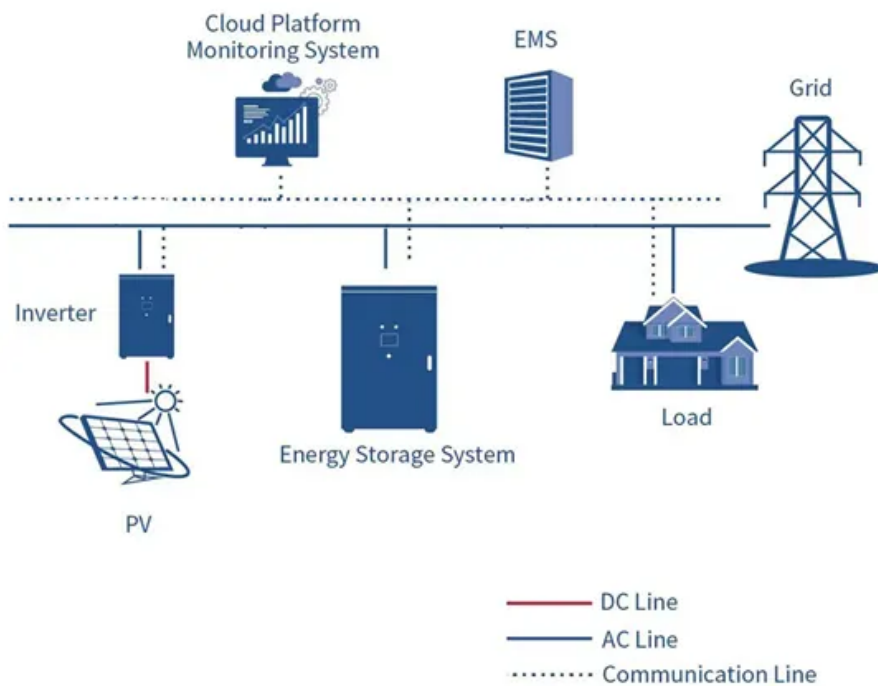 Cloud Platform
Monitoring System
EMS
Grid
Inverter
Load
Energy Storage System
PV
DC Line
AC Line
Communication Line